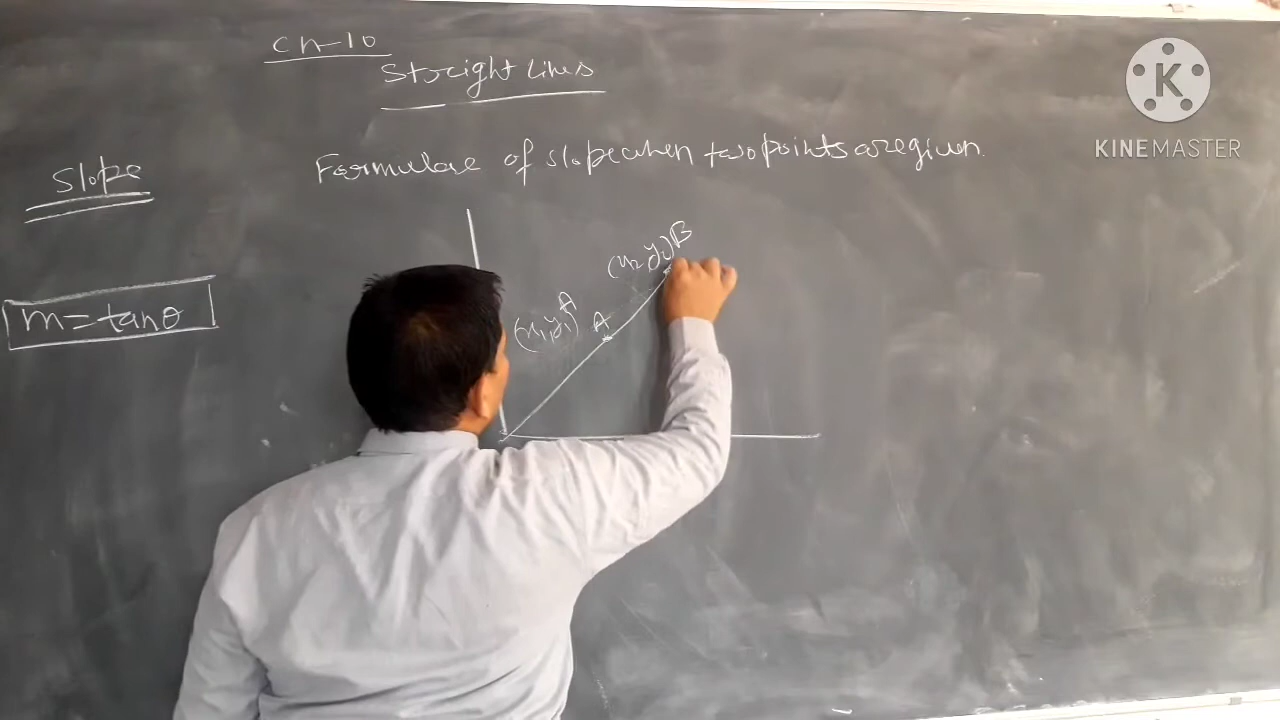 Ch-10
Straight Lines
Slope
Formulae of slope when two points are given.
m = tanθ
(x2, y2) B
A
(x1, y1) A
K
KINEMASTER